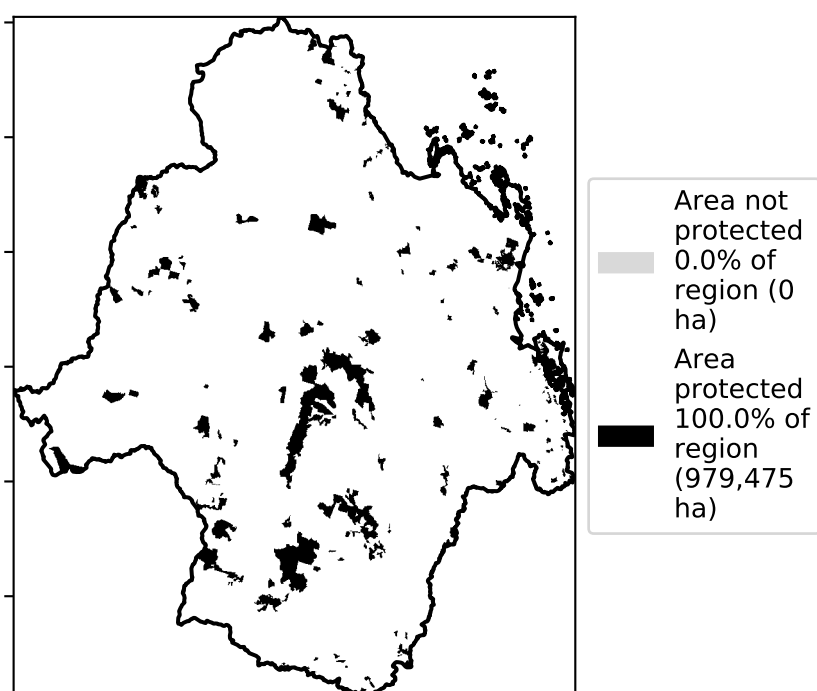 Area not
protected
0.0% of
region (0
ha)
Area
protected
100.0% of
region
(979,475
ha)